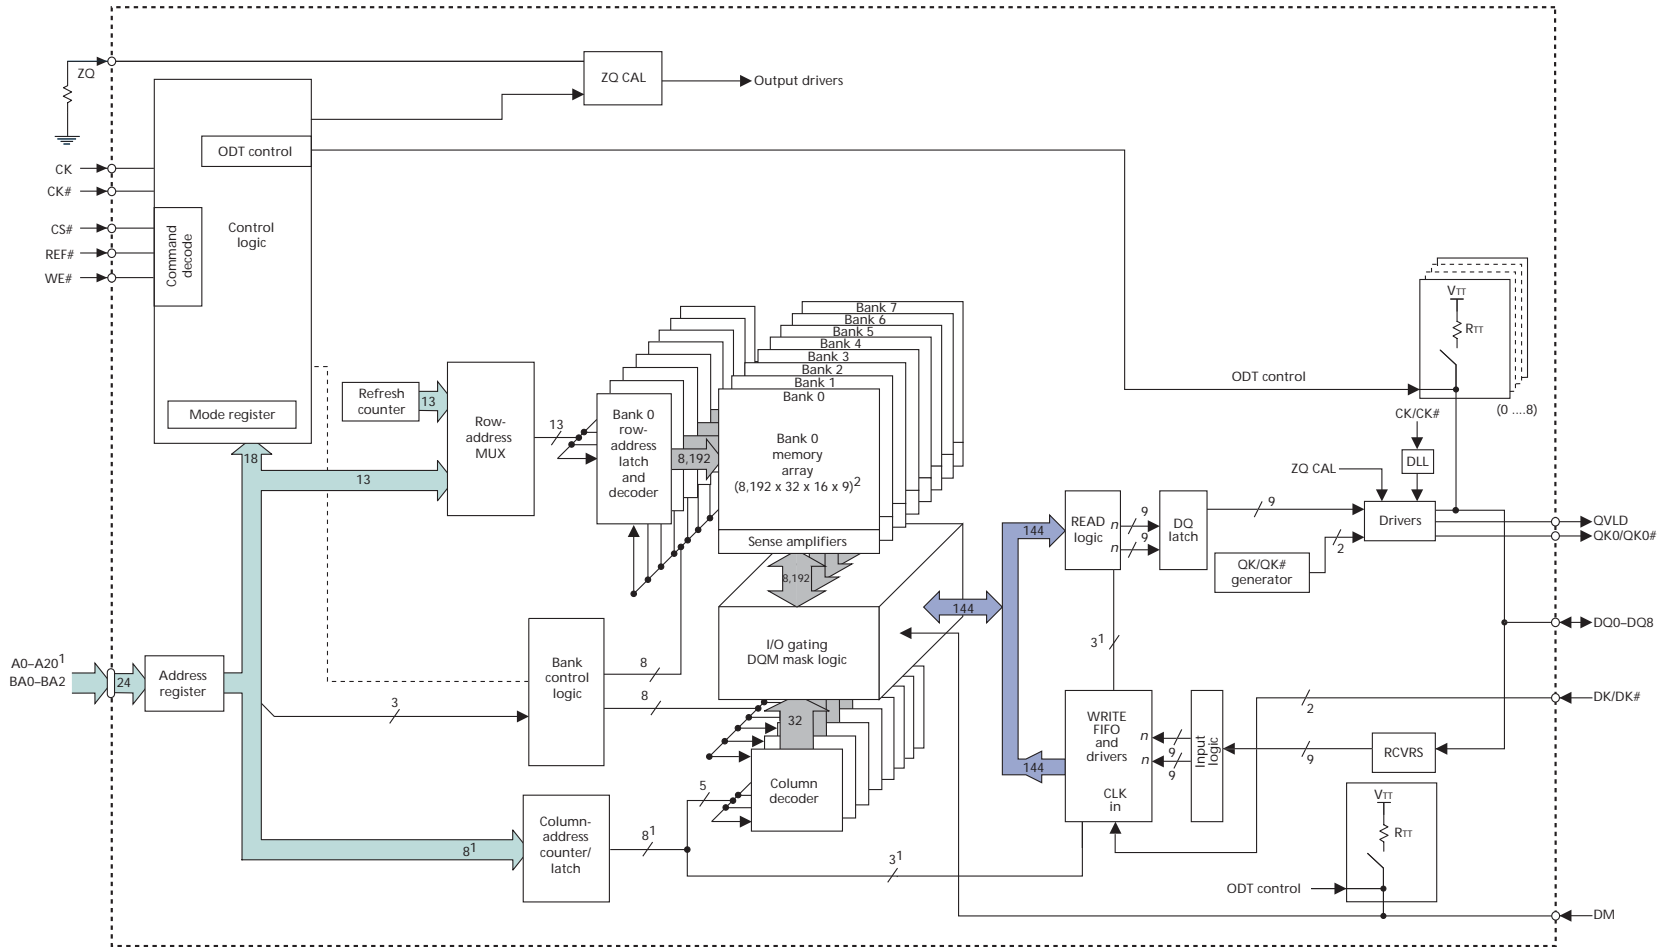 ZQ
ZQ CAL
Output drivers
ODT control
CK
CK#
CS#
REF#
WE#
Command
decode
Control
logic
Mode register
Refresh
counter
13
Row-
address
MUX
13
Bank 0
row-
address
latch
and
decoder
8,192
Bank 7
Bank 6
Bank 5
Bank 4
Bank 3
Bank 2
Bank 1
Bank 0
Bank 0
memory
array
(8,192 x 32 x 16 x 9)2
Sense amplifiers
8,192
18
13
A0–A201
BA0–BA2
24
Address
register
3
Bank
control
logic
8
8
I/O gating
DQM mask logic
32
Column
decoder
5
81
Column-
address
counter/
latch
81
31
144
144
144
READ
logic
n
n
9
9
DQ
latch
9
QK/QK#
generator
2
31
WRITE
FIFO
and
drivers
n
n
CLK
in
9
9
Input
logic
9
2
RCVRS
ODT control
VTT
RTT
(0 ....8)
CK/CK#
DLL
ZQ CAL
Drivers
QVLD
QK0/QK0#
DQ0–DQ8
DK/DK#
VTT
RTT
ODT control
DM